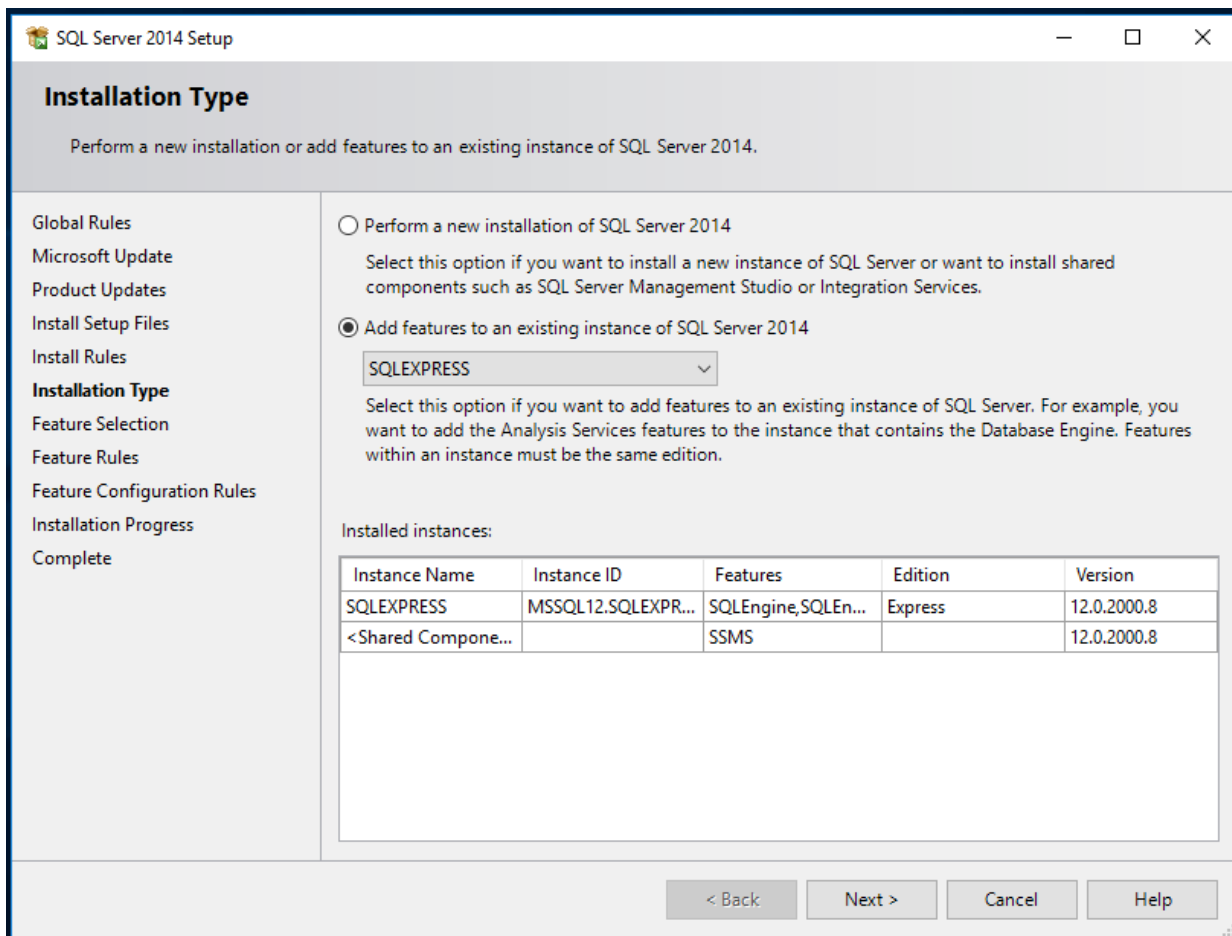 SQL Server 2014 Setup
Installation Type
Perform a new installation or add features to an existing instance of SQL Server 2014.
Global Rules
Microsoft Update
Product Updates
Install Setup Files
Install Rules
Installation Type
Feature Selection
Feature Rules
Feature Configuration Rules
Installation Progress
Complete
Perform a new installation of SQL Server 2014
Select this option if you want to install a new instance of SQL Server or want to install shared
components such as SQL Server Management Studio or Integration Services.
Add features to an existing instance of SQL Server 2014
SQLEXPRESS
Select this option if you want to add features to an existing instance of SQL Server. For example, you
want to add the Analysis Services features to the instance that contains the Database Engine. Features
within an instance must be the same edition.
Installed instances:
Instance Name Instance ID Features Edition Version
SQLEXPRESS MSSQL12.SQLEXPR... SQLEngine,SQLEn... Express 12.0.2000.8
<Shared Compone... SSMS 12.0.2000.8
< Back Next > Cancel Help